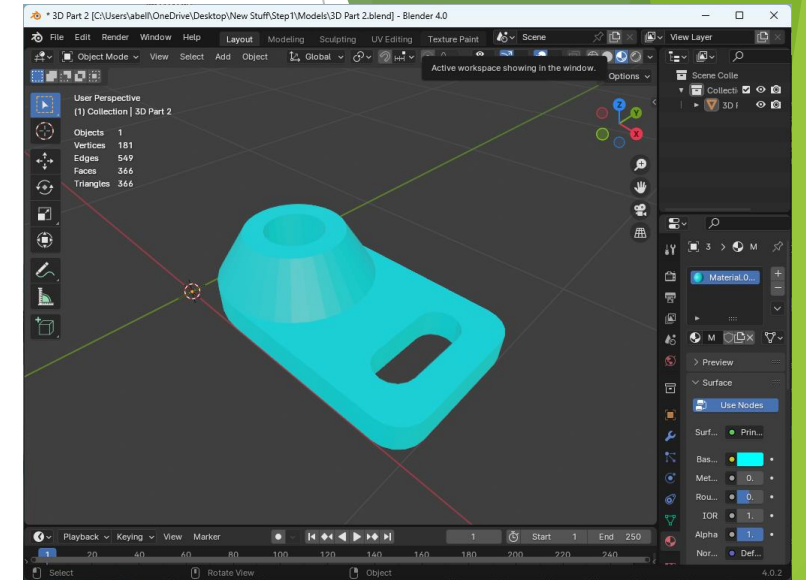 * 3D Part 2 [C:\Users\abell\OneDrive\Desktop\New Stuff\Step1\Models\3D Part 2.blend] - Blender 4.0
File Edit Render Window Help Layout Modeling Sculpting UV Editing Texture Paint Scene View Layer
Object Mode View Select Add Object Global
Active workspace showing in the window.
Options
User Perspective
(1) Collection | 3D Part 2
Objects 1
Vertices 181
Edges 549
Faces 366
Triangles 366
Z
Y
X
Scene Colle
Collecti
3D
3 > M
Material.0...
M
Preview
Surface
Use Nodes
Surf... Prin...
Bas...
Met... 0.
Rou... 0.
IOR 1.
Alpha 1.
Nor... Def...
Playback Keying View Marker 1 Start 1 End 250
1 20 40 60 80 100 120 140 160 180 200 220 240
Select Rotate View Object 4.0.2